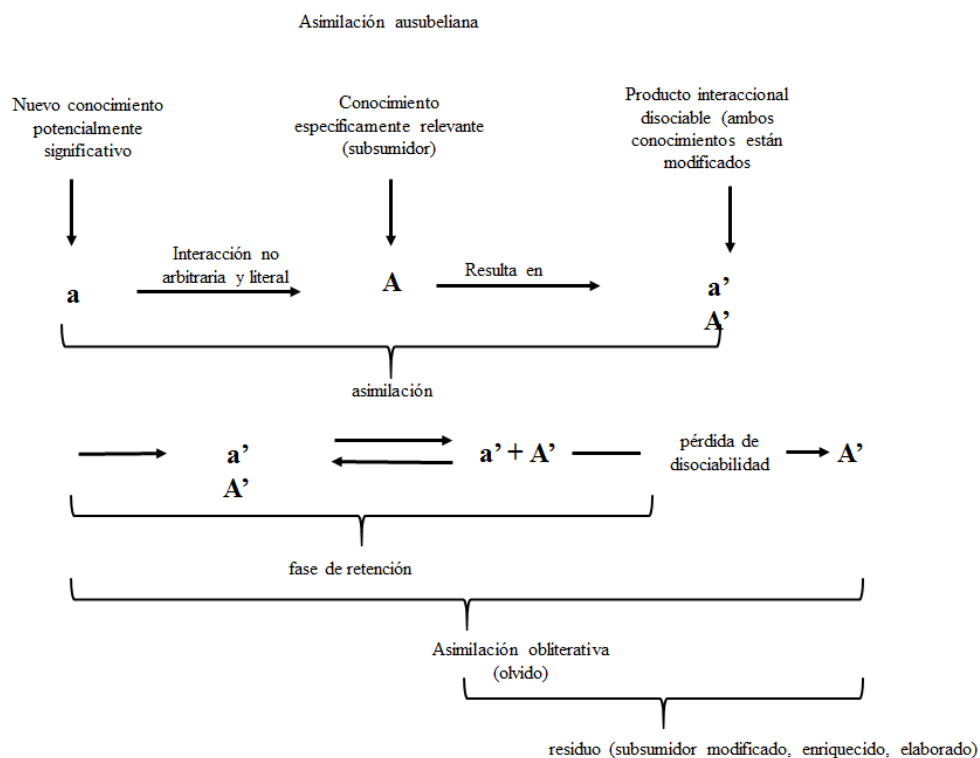 Asimilación ausubeliana
Nuevo conocimiento
potencialmente
significativo
Conocimiento
específicamente relevante
(subsumidor)
Producto interaccional
disociable (ambos
conocimientos están
modificados
a
Interacción no
arbitraria y literal
A
Resulta en
a’
A’
asimilación
a’
A’
a’ + A’
pérdida de
disociabilidad
A’
fase de retención
Asimilación obliterativa
(olvido)
residuo (subsumidor modificado, enriquecido, elaborado)